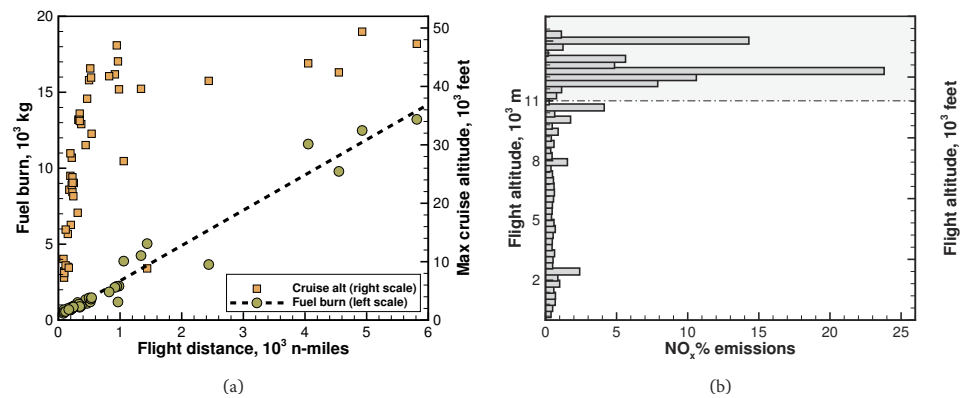 20
15
10
5
0
Fuel burn, 10³ kg
50
40
30
20
10
0
Max cruise altitude, 10³ feet
Cruise alt (right scale)
Fuel burn (left scale)
0 1 2 3 4 5 6
Flight distance, 10³ n-miles
(a)
11
8
5
2
Flight altitude, 10³ m
Flight altitude, 10³ feet
0 5 10 15 20 25
NOₓ% emissions
(b)